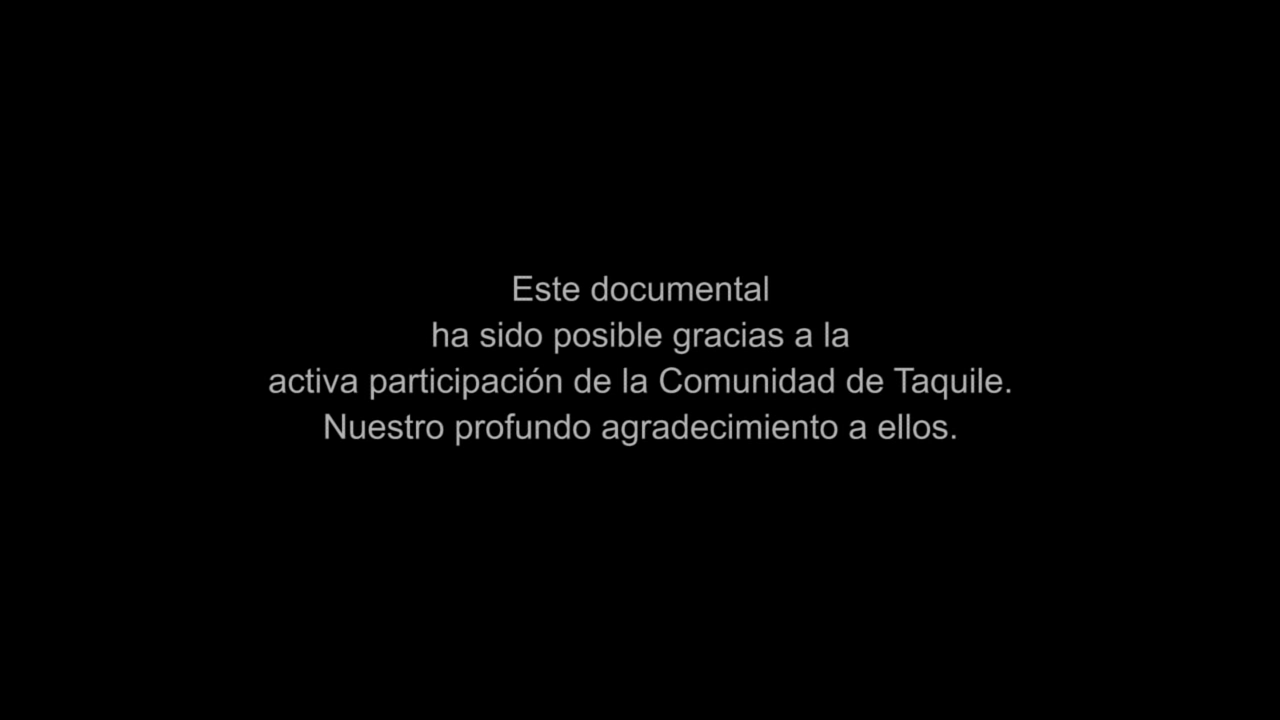 Este documental
ha sido posible gracias a la
activa participación de la Comunidad de Taquile.
Nuestro profundo agradecimiento a ellos.